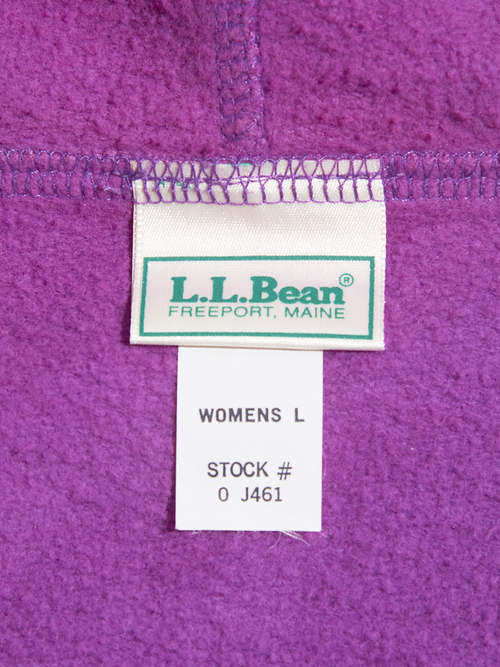 L.L.Bean®
FREEPORT, MAINE
WOMENS L
STOCK #
0 J461